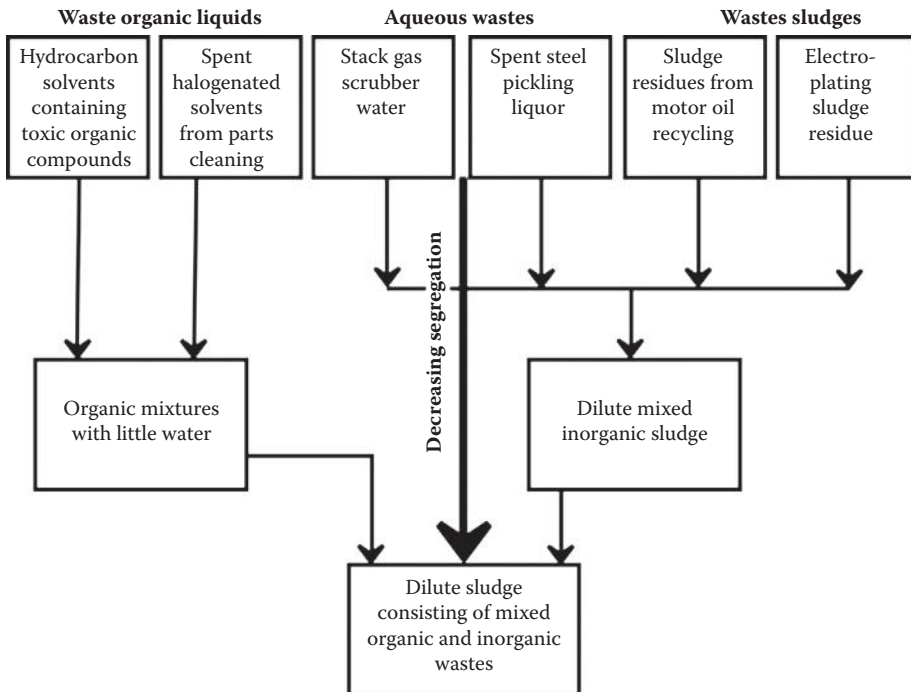 Waste organic liquids
Aqueous wastes
Wastes sludges
Hydrocarbon
solvents
containing
toxic organic
compounds
Spent
halogenated
solvents
from parts
cleaning
Stack gas
scrubber
water
Spent steel
pickling
liquor
Sludge
residues from
motor oil
recycling
Electro-
plating
sludge
residue
Decreasing segregation
Organic mixtures
with little water
Dilute mixed
inorganic sludge
Dilute sludge
consisting of mixed
organic and inorganic
wastes